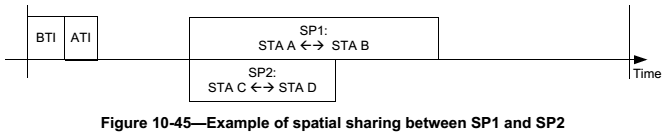 BTI ATI
SP1:
STA A ←→ STA B
SP2:
STA C ←→ STA D
Time
Figure 10-45—Example of spatial sharing between SP1 and SP2